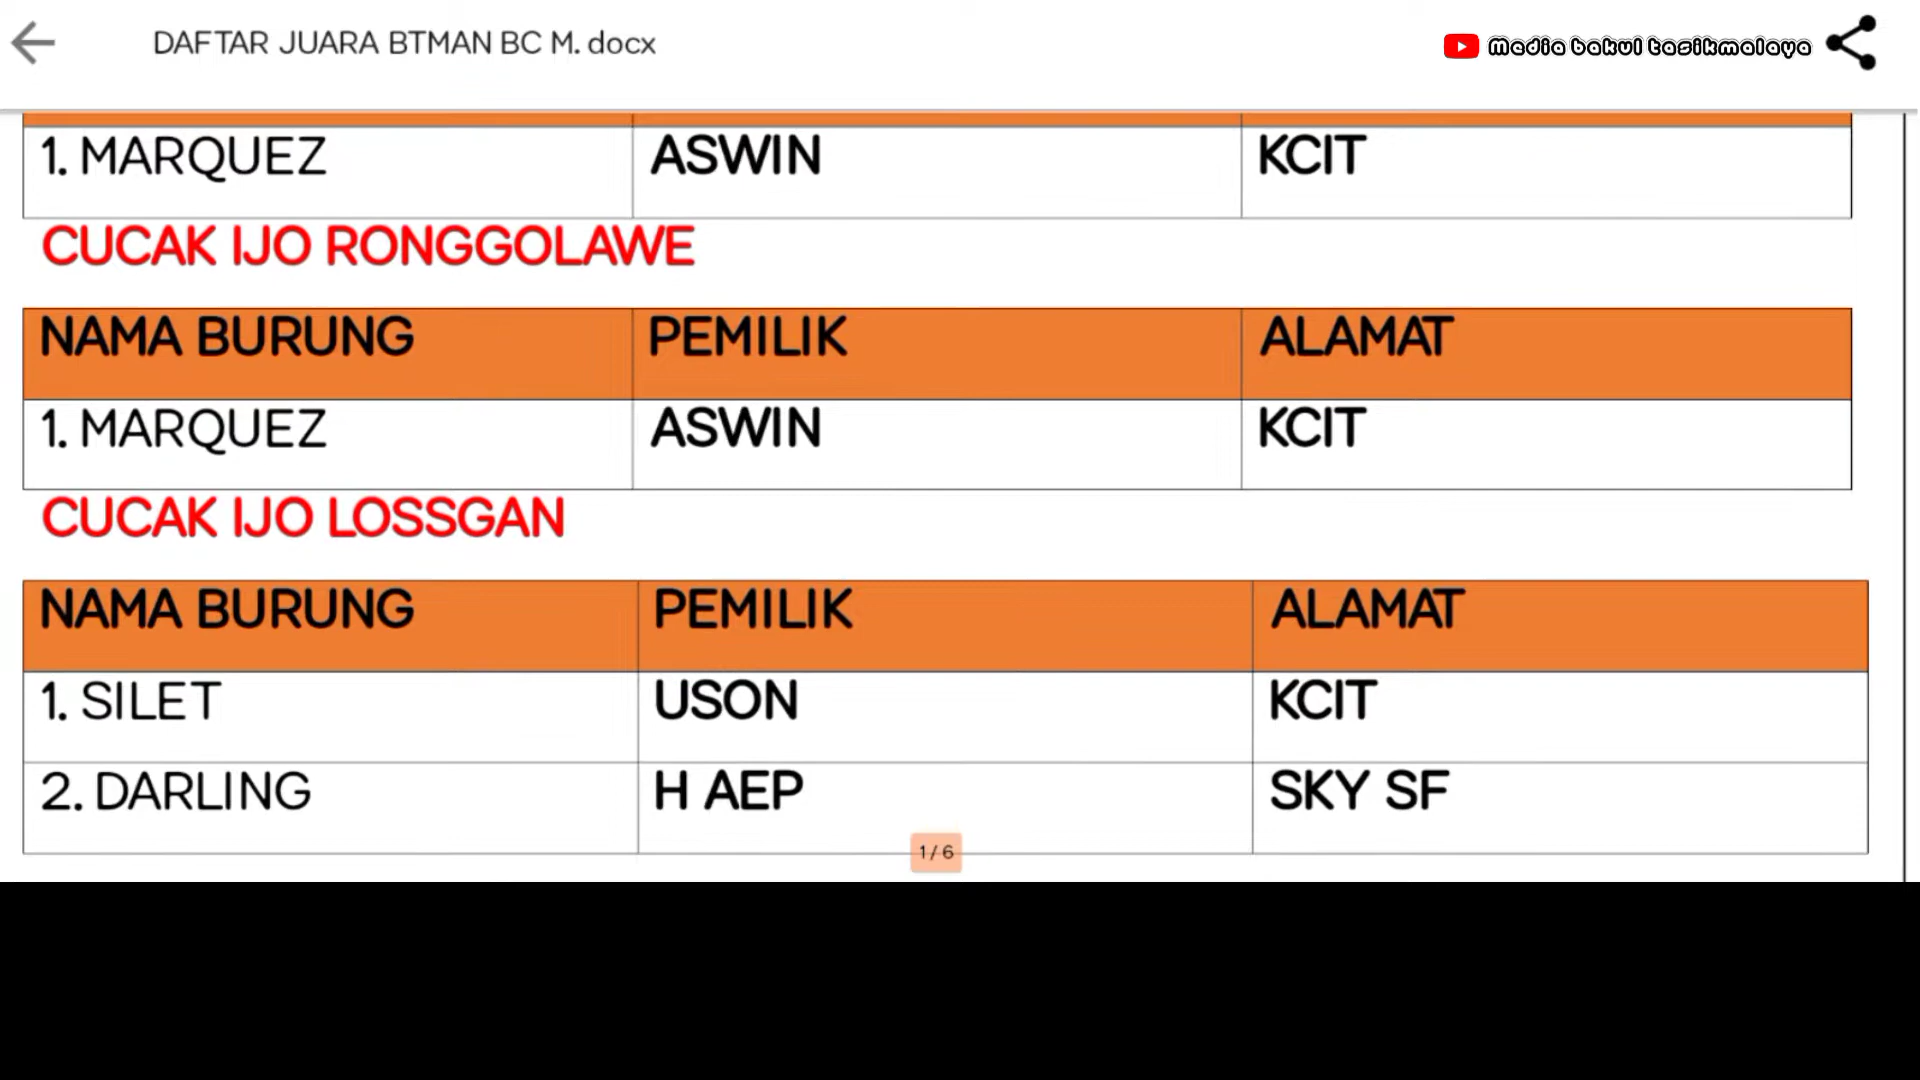 DAFTAR JUARA BTMAN BC M. docx
Media bakul tasikmalaya
1. MARQUEZ ASWIN KCIT
CUCAK IJO RONGGOLAWE
NAMA BURUNG PEMILIK ALAMAT
1. MARQUEZ ASWIN KCIT
CUCAK IJO LOSSGAN
NAMA BURUNG PEMILIK ALAMAT
1. SILET USON KCIT
2. DARLING H AEP SKY SF
1 / 6